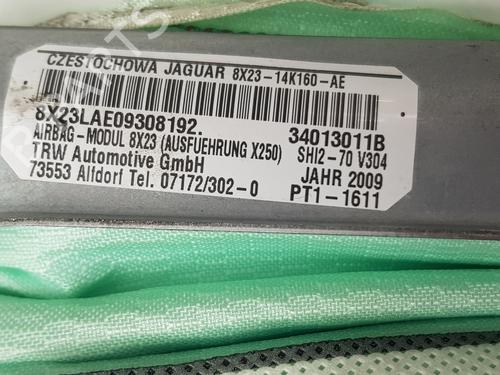 CZESTOCHOWA JAGUAR 8X23-14K160-AE
8X23LAE09308192. 34013011B
AIRBAG-MODUL 8X23 (AUSFUEHRUNG X250) SHI2-70 V304
TRW Automotive GmbH JAHR 2009
73553 Alfdorf Tel. 07172/302-0 PT1-1611